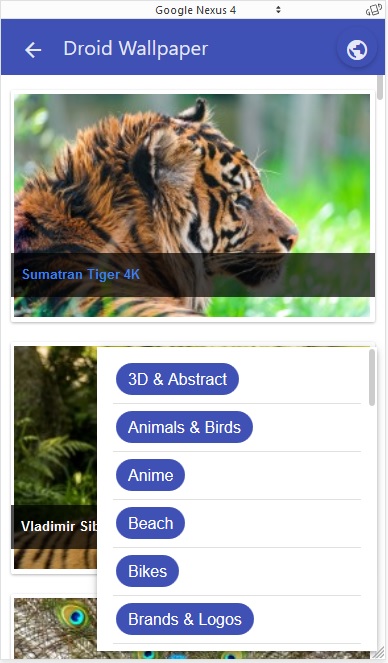 Google Nexus 4
Droid Wallpaper
Sumatran Tiger 4K
3D & Abstract
Animals & Birds
Anime
Vladimir Sib
Beach
Bikes
Brands & Logos